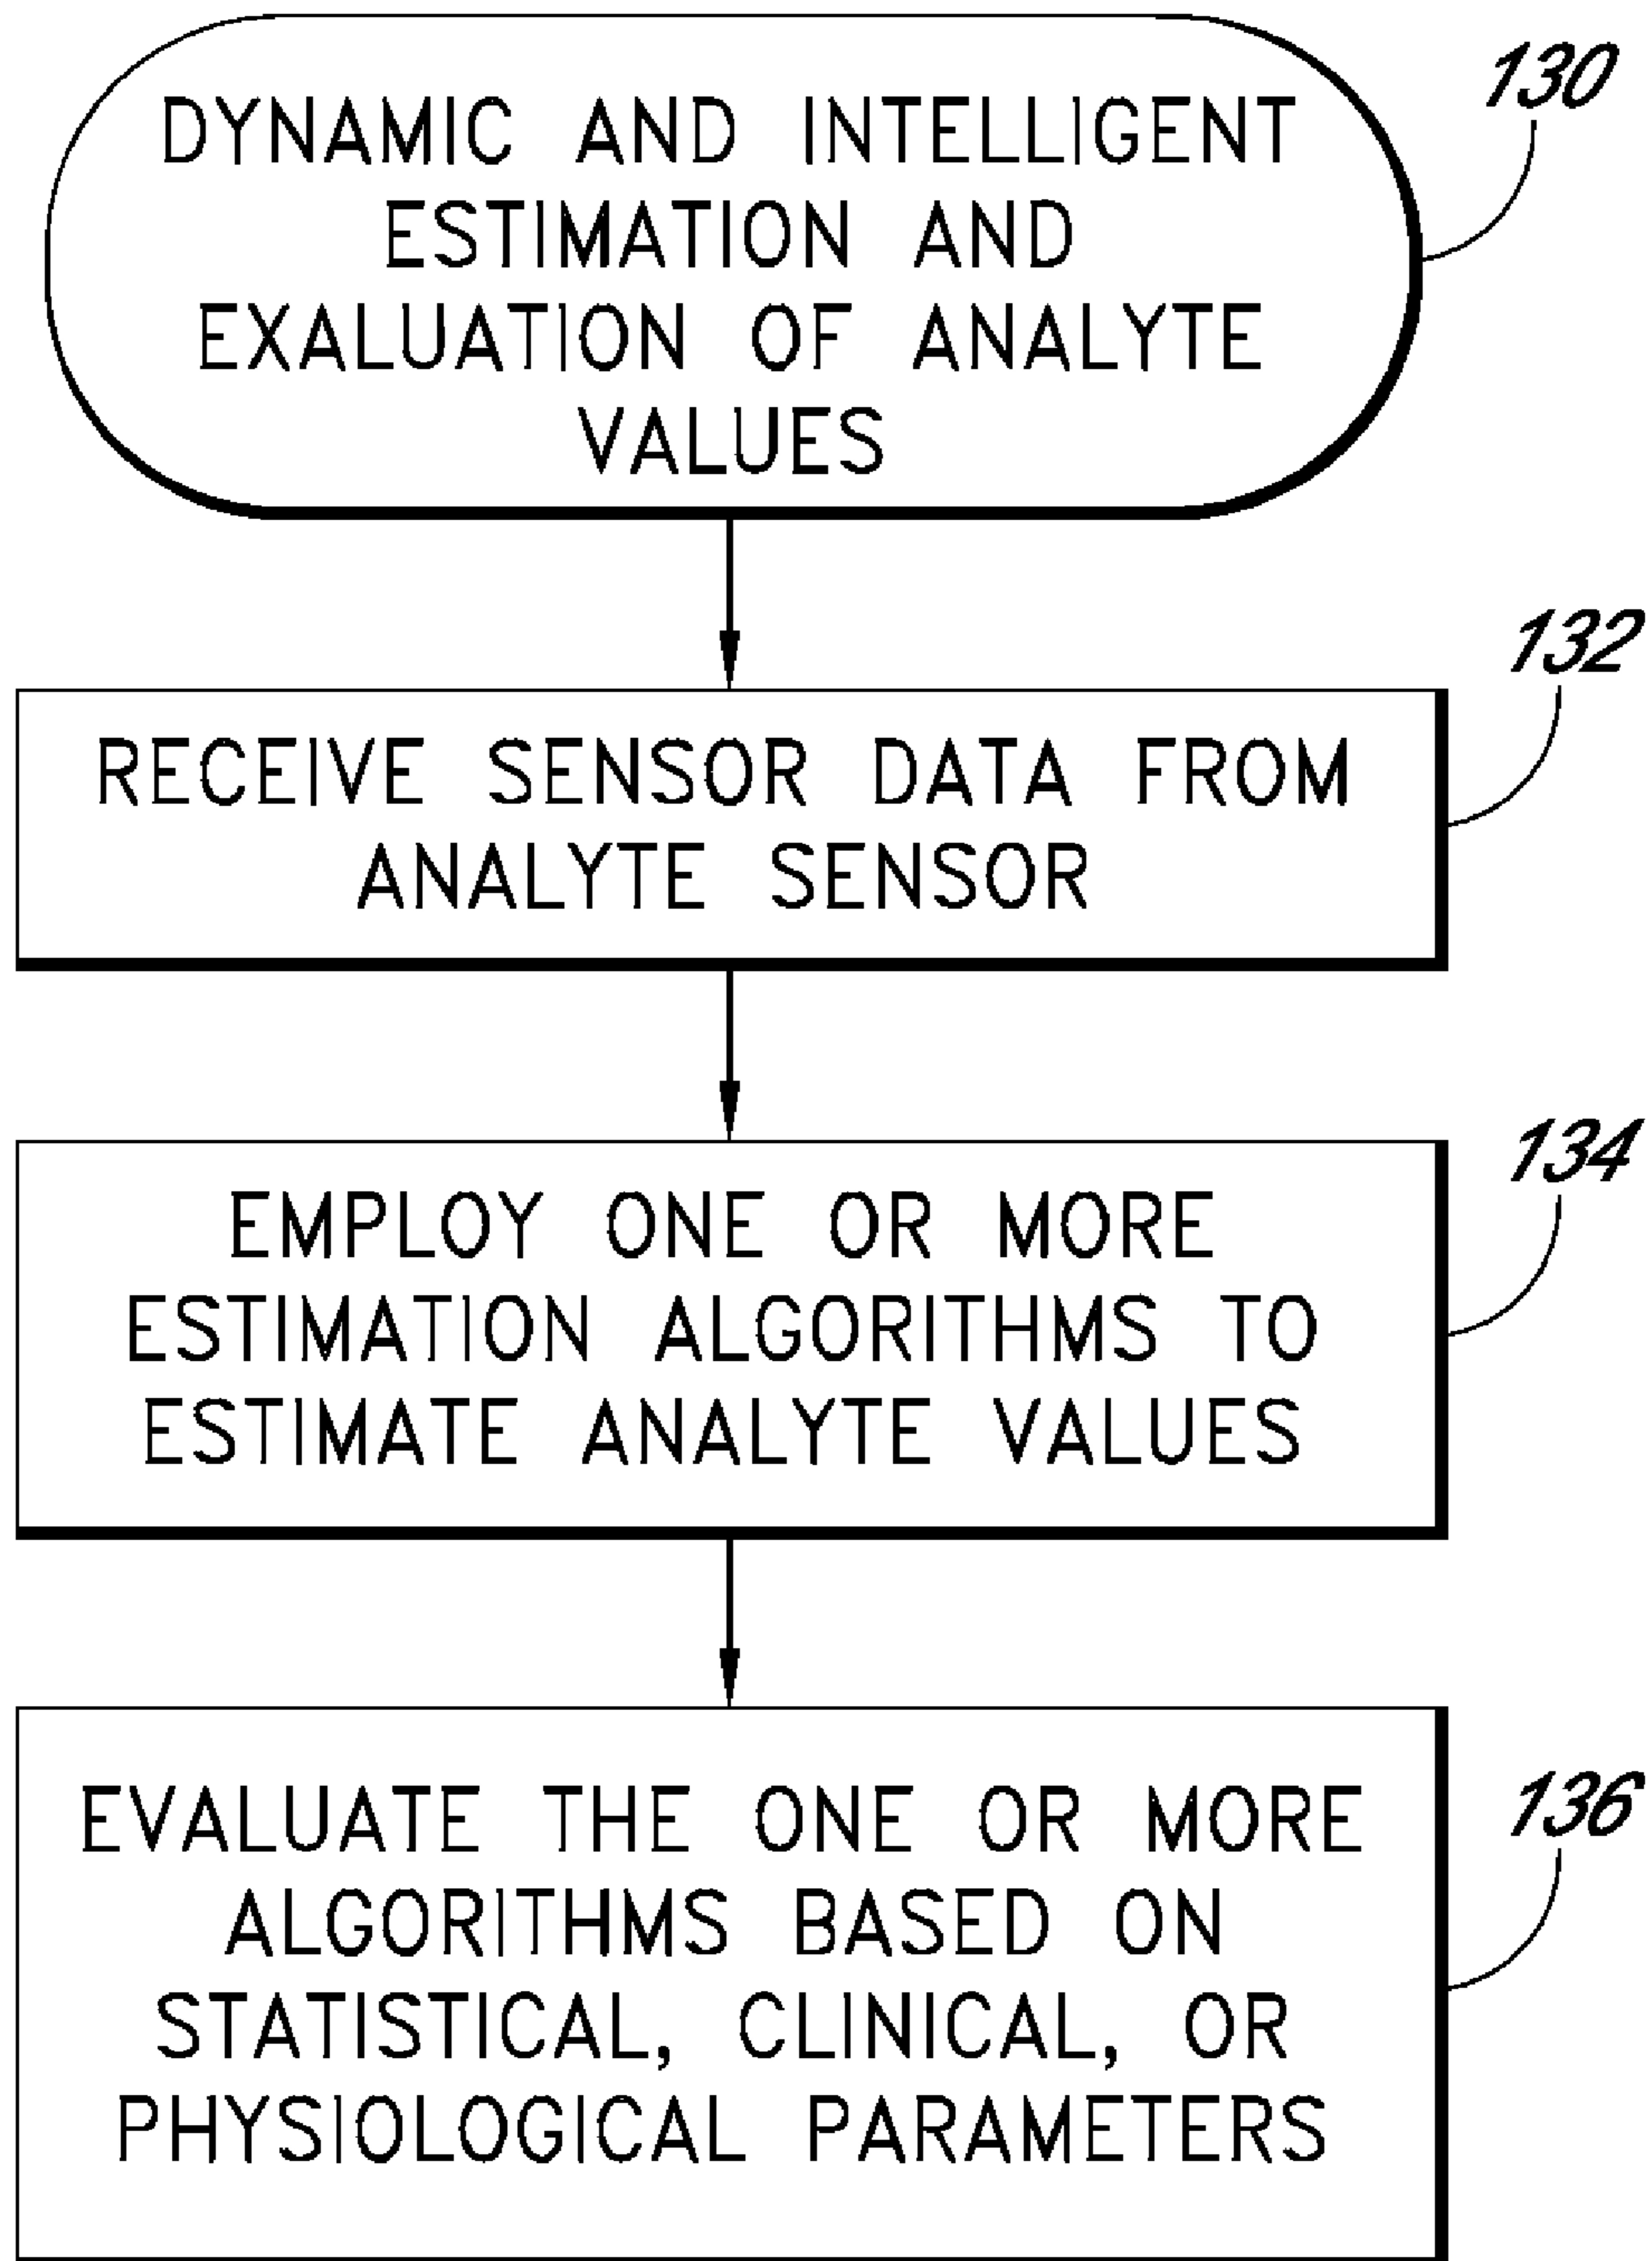 DYNAMIC AND INTELLIGENT
ESTIMATION AND
EXALUATION OF ANALYTE
VALUES
130
RECEIVE SENSOR DATA FROM
ANALYTE SENSOR
132
EMPLOY ONE OR MORE
ESTIMATION ALGORITHMS TO
ESTIMATE ANALYTE VALUES
134
EVALUATE THE ONE OR MORE
ALGORITHMS BASED ON
STATISTICAL, CLINICAL, OR
PHYSIOLOGICAL PARAMETERS
136